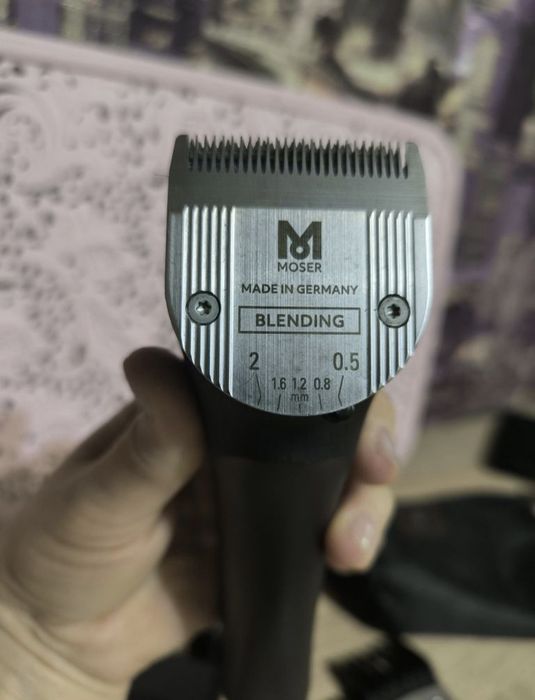 M
MOSER
MADE IN GERMANY
BLENDING
2 0.5
1.6 1.2 0.8
mm